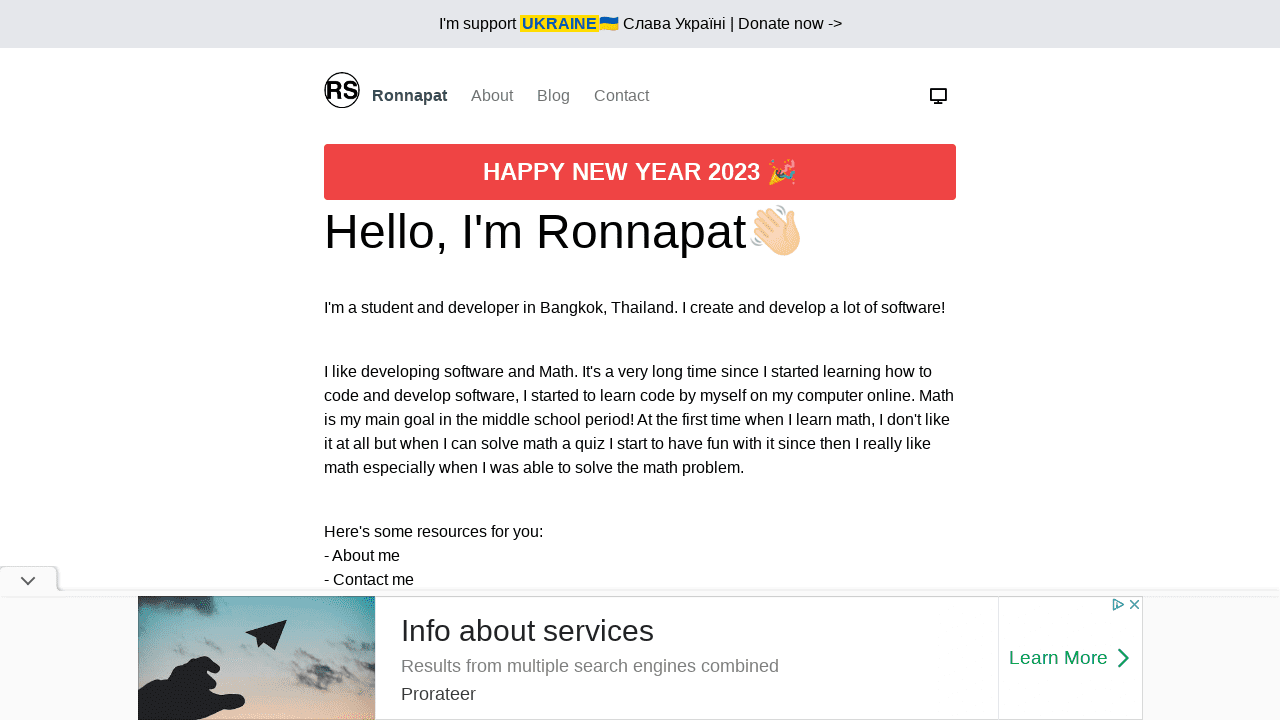 I'm support UKRAINE🇺🇦 Слава Україні | Donate now ->
RS Ronnapat About Blog Contact
HAPPY NEW YEAR 2023 🎉
Hello, I'm Ronnapat👋🏻
I'm a student and developer in Bangkok, Thailand. I create and develop a lot of software!
I like developing software and Math. It's a very long time since I started learning how to
code and develop software, I started to learn code by myself on my computer online. Math
is my main goal in the middle school period! At the first time when I learn math, I don't like
it at all but when I can solve math a quiz I start to have fun with it since then I really like
math especially when I was able to solve the math problem.
Here's some resources for you:
- About me
- Contact me
Info about services
Results from multiple search engines combined
Prorateer
Learn More